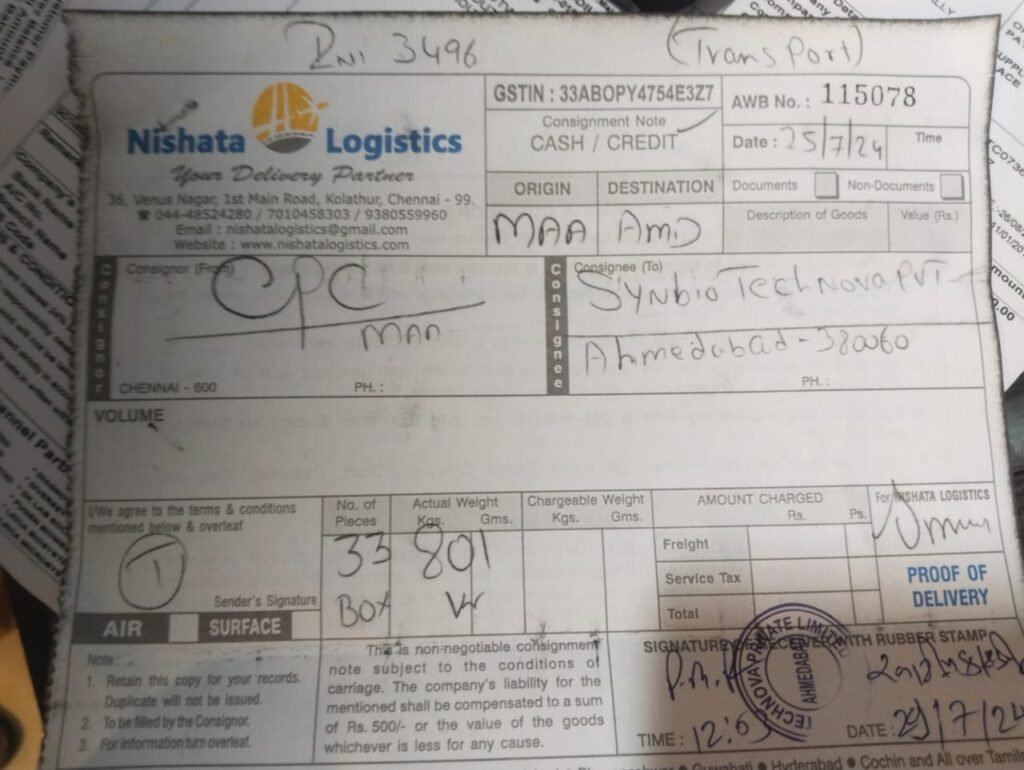 3496 (Transport)
Nishata Logistics
Your Delivery Partner
36, Venus Nagar, 1st Main Road, Kolathur, Chennai - 99.
☎ 044-48524280 / 7010458303 / 9380559960
Email : nishatalogistics@gmail.com
Website : www.nishatalogistics.com
GSTIN : 33ABOPY4754E3Z7
Consignment Note
CASH / CREDIT
AWB No. : 115078
Date : 25/7/24 Time
ORIGIN DESTINATION
MAA AMD
Documents Non-Documents
Description of Goods Value (Rs.)
Consignor
Consignor (From)
CPC
MAA
CHENNAI - 600 PH. :
Consignee
Consignee (To)
Synbio TechNova PVT
Ahmedabad - 380060
PH. :
VOLUME
I/We agree to the terms & conditions
mentioned below & overleaf
T
Sender's Signature
AIR SURFACE
No. of Pieces
33
BOX
Actual Weight
Kgs. Gms.
801
Chargeable Weight
Kgs. Gms.
AMOUNT CHARGED
Rs. Ps.
Freight
Service Tax
Total
For NISHATA LOGISTICS
PROOF OF
DELIVERY
Note :
1. Retain this copy for your records.
Duplicate will not be issued.
2. To be filled by the Consignor.
3. For information turn overleaf.
This is non-negotiable consignment
note subject to the conditions of
carriage. The company's liability for the
mentioned shall be compensated to a sum
of Rs. 500/- or the value of the goods
whichever is less for any cause.
SIGNATURE OF RECEIVER WITH RUBBER STAMP
AHMEDABAD
TIME :
DATE : 29/7/24
Guwahati ● Hyderabad ● Cochin and All over Tamil